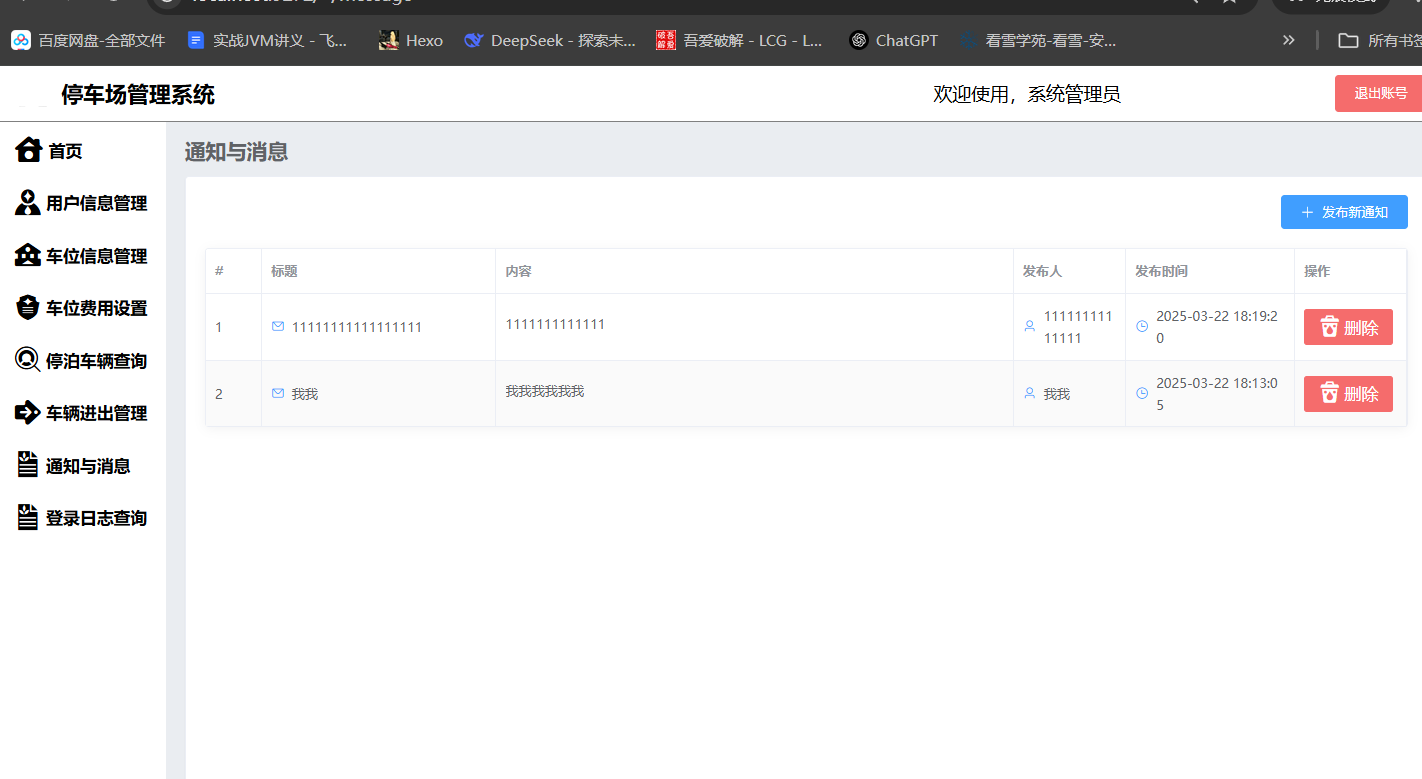 百度网盘-全部文件 实战JVM讲义 - 飞... Hexo DeepSeek - 探索未... 吾爱破解 - LCG - L... ChatGPT 看雪学苑-看雪-安... 所有书签
停车场管理系统 欢迎使用，系统管理员 退出账号
首页
用户信息管理
车位信息管理
车位费用设置
停泊车辆查询
车辆进出管理
通知与消息
登录日志查询
通知与消息
发布新通知
# 标题 内容 发布人 发布时间 操作
1 11111111111111111 1111111111111 111111111 2025-03-22 18:19:2 删除
11111 0
2 我我 我我我我我我 我我 2025-03-22 18:13:0 删除
5